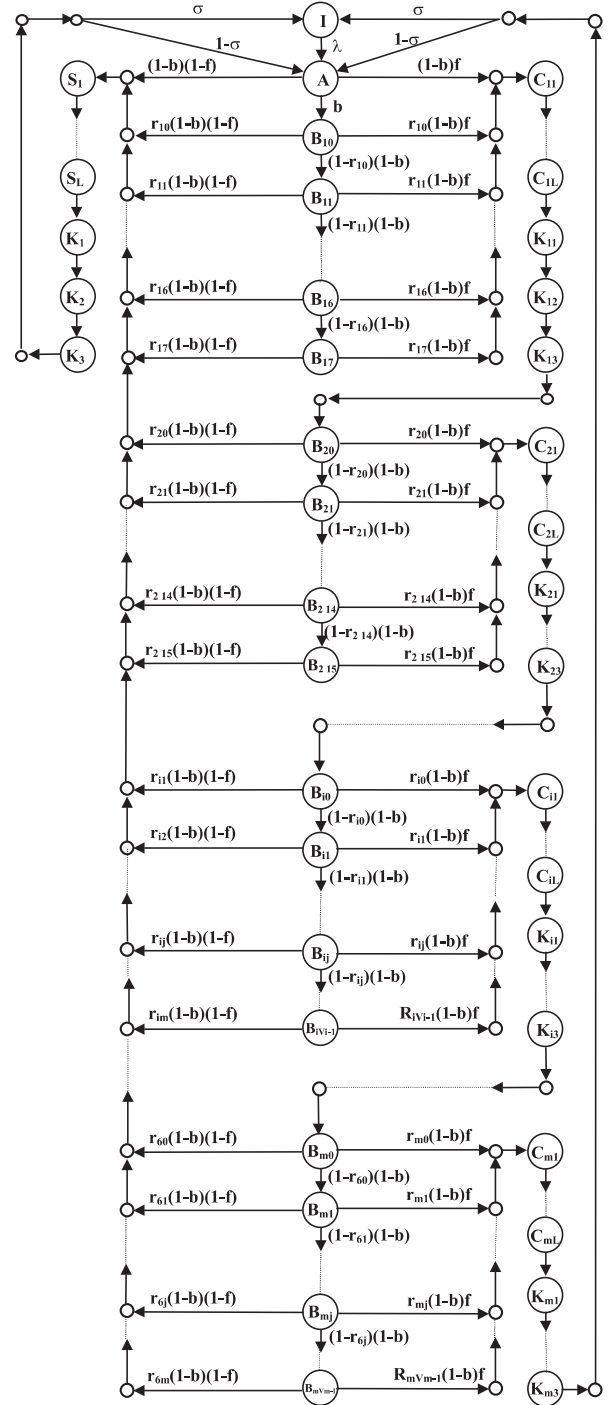 σ I σ
1-σ λ 1-σ
S₁ (1-b)(1-f) A (1-b)f C₁₁
b
r₁₀(1-b)(1-f) B₁₀ r₁₀(1-b)f
(1-r₁₀)(1-b)
S_L r₁₁(1-b)(1-f) B₁₁ r₁₁(1-b)f C₁L
(1-r₁₁)(1-b)
K₁ K₁₁
K₂ r₁₆(1-b)(1-f) B₁₆ r₁₆(1-b)f K₁₂
(1-r₁₆)(1-b)
K₃ r₁₇(1-b)(1-f) B₁₇ r₁₇(1-b)f K₁₃
r₂₀(1-b)(1-f) B₂₀ r₂₀(1-b)f C₂₁
(1-r₂₀)(1-b)
r₂₁(1-b)(1-f) B₂₁ r₂₁(1-b)f
(1-r₂₁)(1-b) C₂L
r₂ ₁₄(1-b)(1-f) B₂ ₁₄ r₂ ₁₄(1-b)f K₂₁
(1-r₂ ₁₄)(1-b)
r₂ ₁₅(1-b)(1-f) B₂ ₁₅ r₂ ₁₅(1-b)f K₂₃
rᵢ₁(1-b)(1-f) Bᵢ₀ rᵢ₀(1-b)f Cᵢ₁
(1-rᵢ₀)(1-b)
rᵢ₂(1-b)(1-f) Bᵢ₁ rᵢ₁(1-b)f
(1-rᵢ₁)(1-b) CᵢL
rᵢⱼ(1-b)(1-f) Bᵢⱼ rᵢⱼ(1-b)f Kᵢ₁
(1-rᵢⱼ)(1-b)
rᵢₘ(1-b)(1-f) BᵢVᵢ₋₁ RᵢVᵢ₋₁(1-b)f Kᵢ₃
r₆₀(1-b)(1-f) Bₘ₀ rₘ₀(1-b)f Cₘ₁
(1-r₆₀)(1-b)
r₆₁(1-b)(1-f) Bₘ₁ rₘ₁(1-b)f
(1-r₆₁)(1-b) CₘL
r₆ⱼ(1-b)(1-f) Bₘⱼ rₘⱼ(1-b)f Kₘ₁
(1-r₆ⱼ)(1-b)
r₆ₘ(1-b)(1-f) BₘVₘ₋₁ RₘVₘ₋₁(1-b)f Kₘ₃